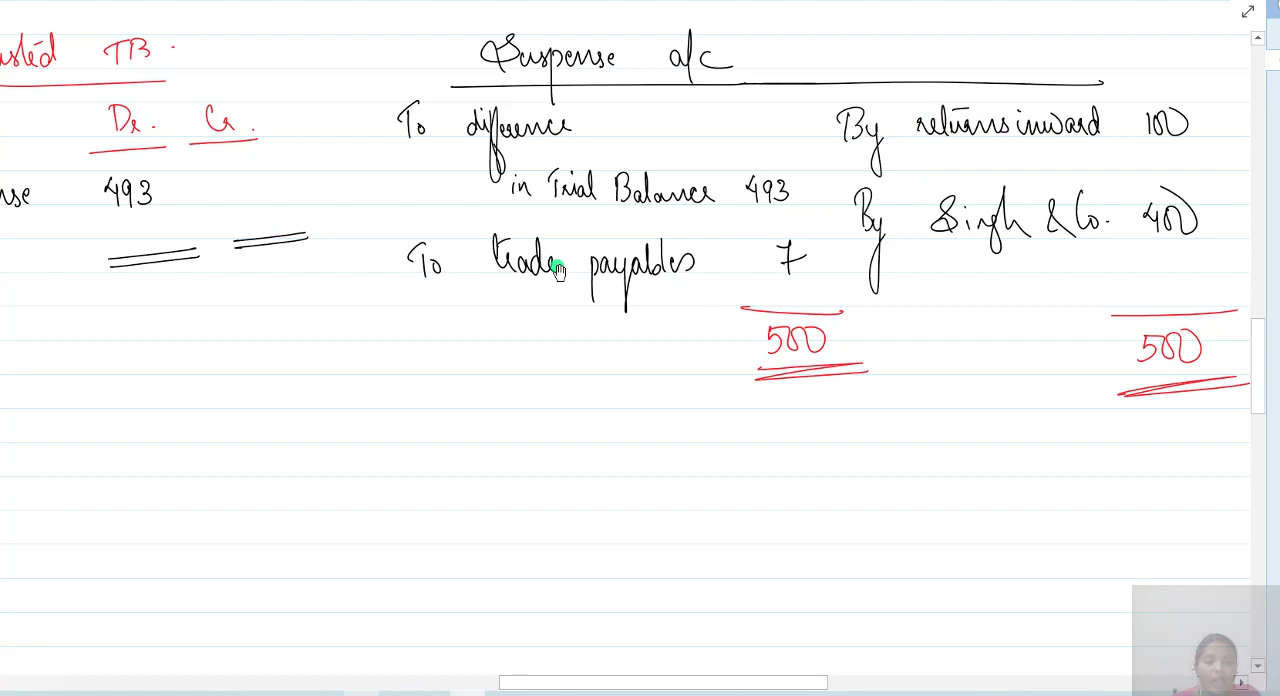 usted TB.
Dr. Cr.
nse 493
Suspense a/c
To difference
in Trial Balance 493
To trade payables 7
500
By returns inward 100
By Singh & Co. 400
500